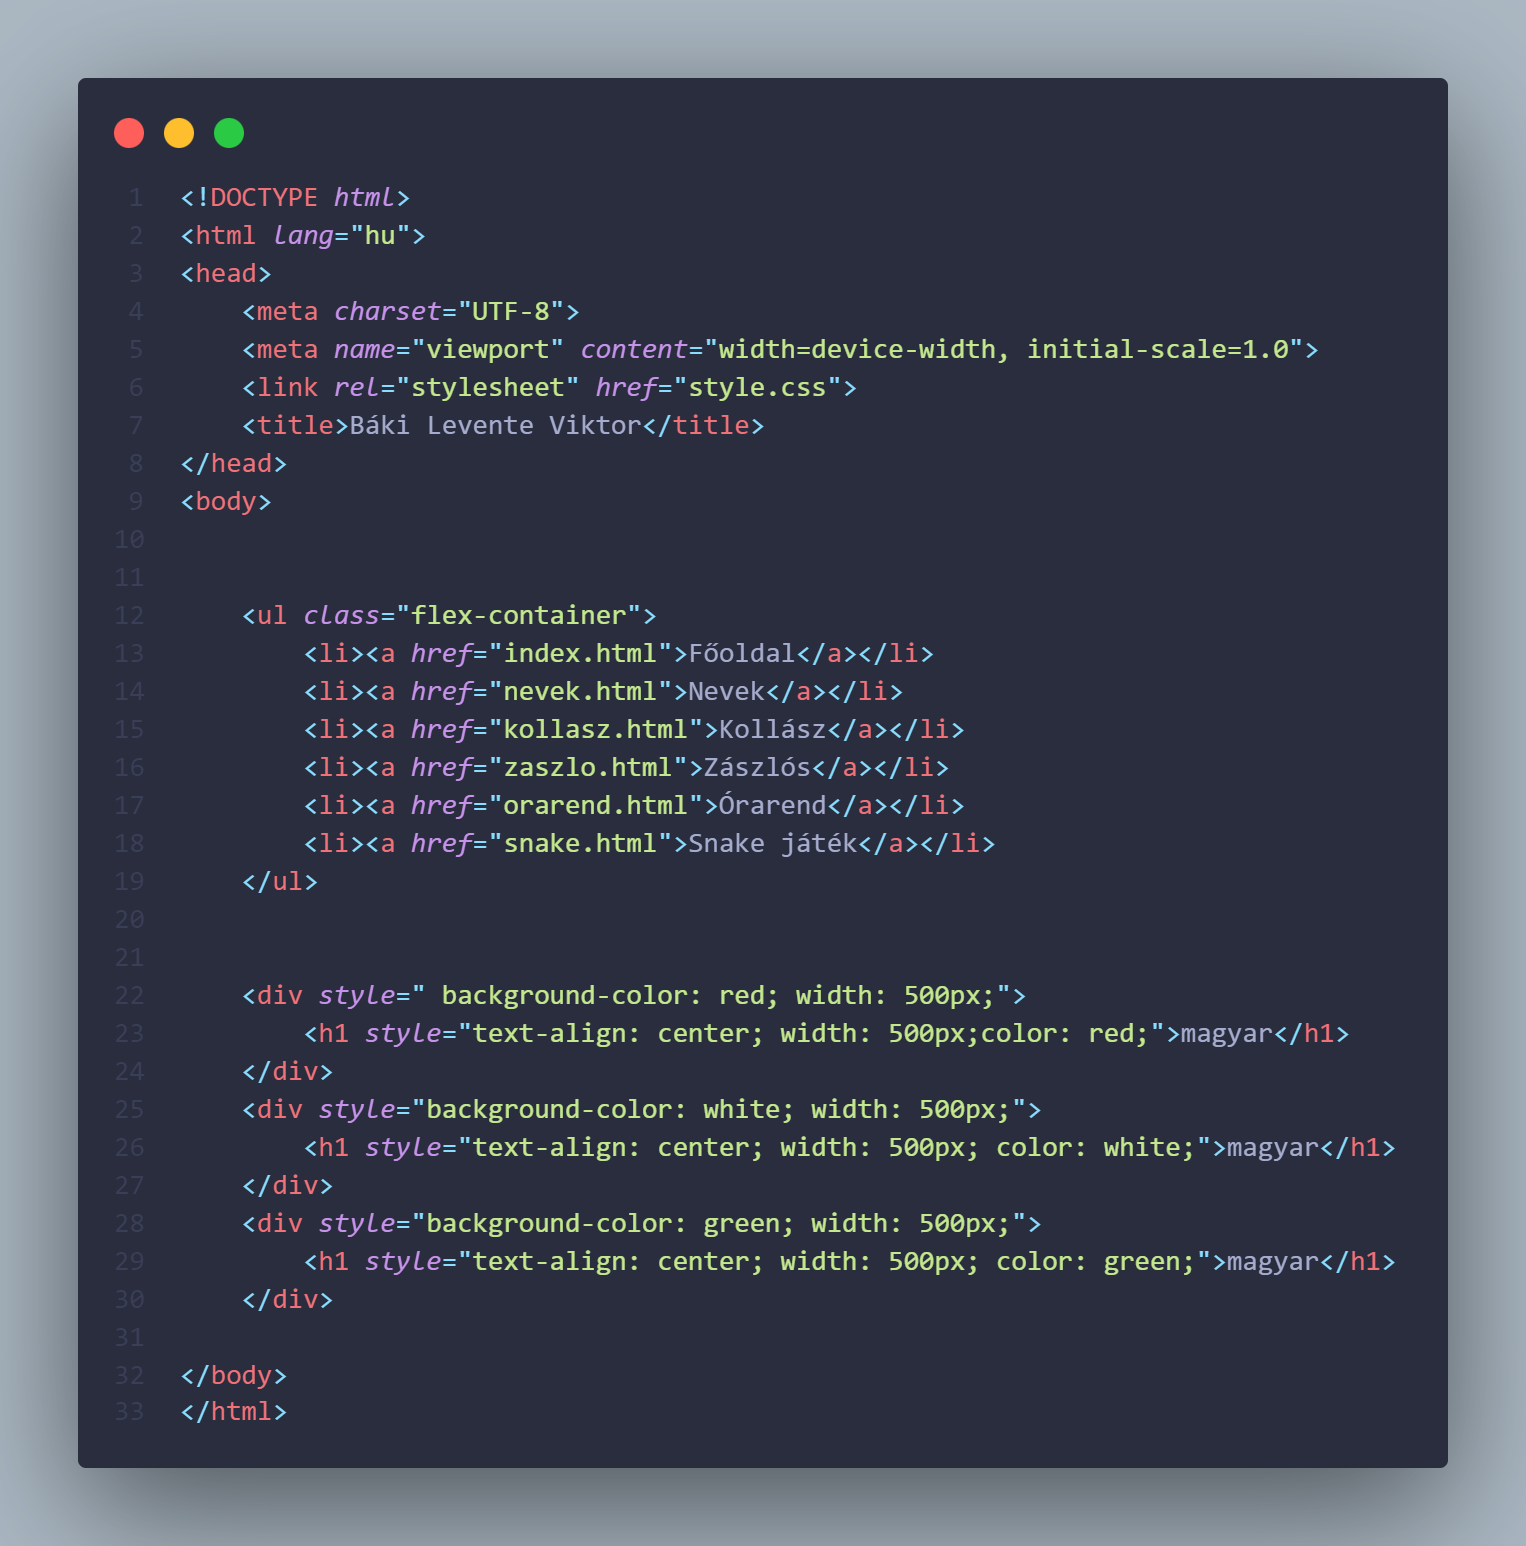 1 <!DOCTYPE html>
2 <html lang="hu">
3 <head>
4     <meta charset="UTF-8">
5     <meta name="viewport" content="width=device-width, initial-scale=1.0">
6     <link rel="stylesheet" href="style.css">
7     <title>Báki Levente Viktor</title>
8 </head>
9 <body>
10
11
12     <ul class="flex-container">
13         <li><a href="index.html">Főoldal</a></li>
14         <li><a href="nevek.html">Nevek</a></li>
15         <li><a href="kollasz.html">Kollász</a></li>
16         <li><a href="zaszlo.html">Zászlós</a></li>
17         <li><a href="orarend.html">Órarend</a></li>
18         <li><a href="snake.html">Snake játék</a></li>
19     </ul>
20
21
22     <div style=" background-color: red; width: 500px;">
23         <h1 style="text-align: center; width: 500px;color: red;">magyar</h1>
24     </div>
25     <div style="background-color: white; width: 500px;">
26         <h1 style="text-align: center; width: 500px; color: white;">magyar</h1>
27     </div>
28     <div style="background-color: green; width: 500px;">
29         <h1 style="text-align: center; width: 500px; color: green;">magyar</h1>
30     </div>
31
32 </body>
33 </html>